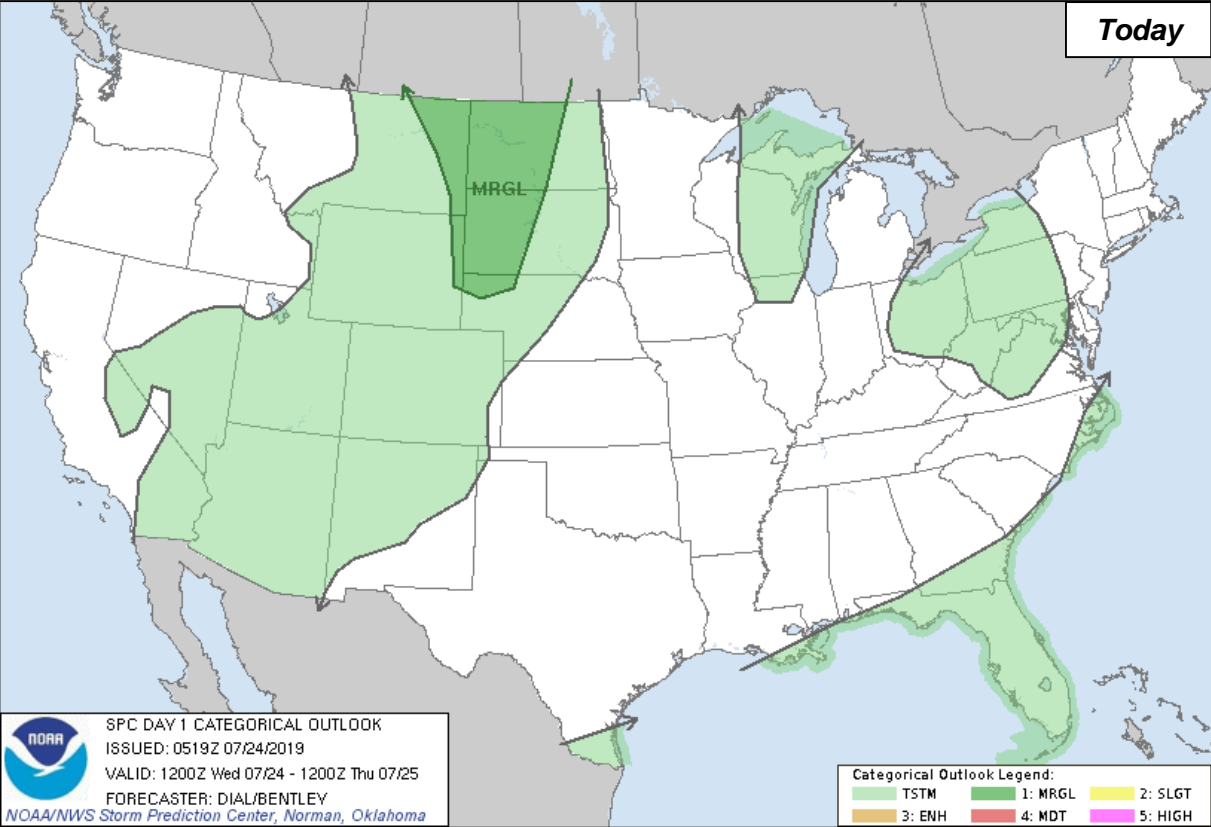 Today
MRGL
NOAA
SPC DAY 1 CATEGORICAL OUTLOOK
ISSUED: 0519Z 07/24/2019
VALID: 1200Z Wed 07/24 - 1200Z Thu 07/25
FORECASTER: DIAL/BENTLEY
NOAA/NWS Storm Prediction Center, Norman, Oklahoma
Categorical Outlook Legend:
TSTM 1: MRGL 2: SLGT
3: ENH 4: MDT 5: HIGH